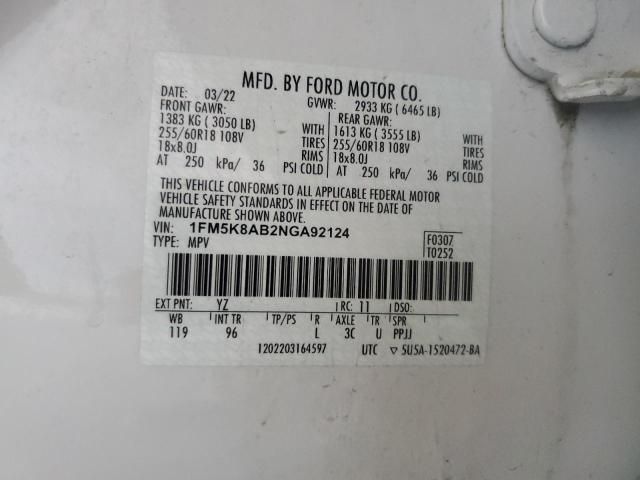 MFD. BY FORD MOTOR CO.
DATE: 03/22 GVWR: 2933 KG ( 6465 LB)
FRONT GAWR: REAR GAWR:
1383 KG ( 3050 LB) WITH 1613 KG ( 3555 LB) WITH
255/60R18 108V TIRES 255/60R18 108V TIRES
18x8.0J RIMS 18x8.0J RIMS
AT 250 kPa/ 36 PSI COLD AT 250 kPa/ 36 PSI COLD
THIS VEHICLE CONFORMS TO ALL APPLICABLE FEDERAL MOTOR
VEHICLE SAFETY STANDARDS IN EFFECT ON THE DATE OF
MANUFACTURE SHOWN ABOVE.
VIN: 1FM5K8AB2NGA92124 F0307
TYPE: MPV T0252
EXT PNT: YZ RC: 11 DSO:
WB INT TR TP/PS R AXLE TR SPR
119 96 L 3C U PPJJ
1202203164597 UTC ▽ 5U5A-1520472-BA